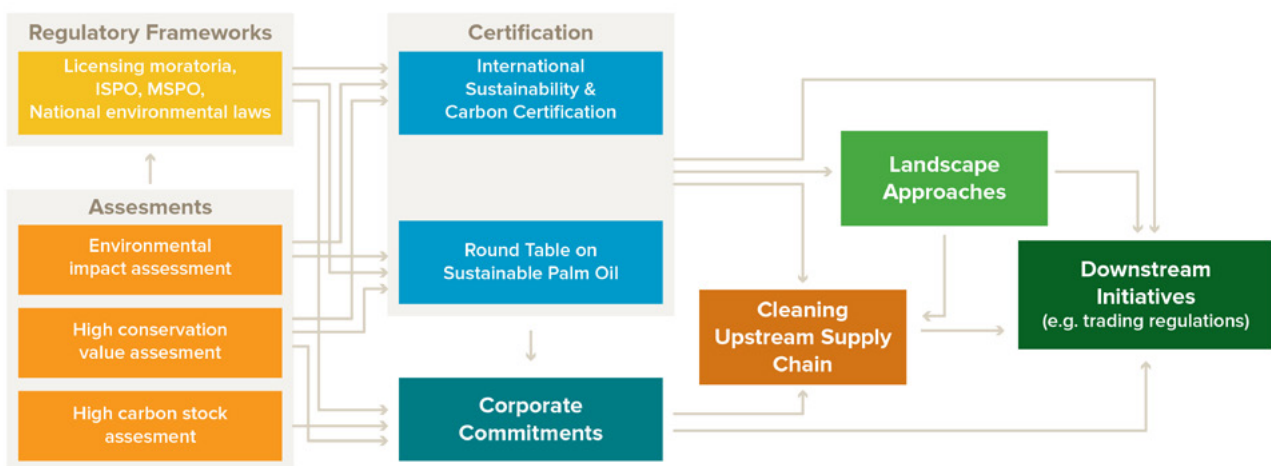 Regulatory Frameworks
Licensing moratoria,
ISPO, MSPO,
National environmental laws
Assesments
Environmental
impact assessment
High conservation
value assesment
High carbon stock
assesment
Certification
International
Sustainability &
Carbon Certification
Round Table on
Sustainable Palm Oil
Corporate
Commitments
Landscape
Approaches
Cleaning
Upstream Supply
Chain
Downstream
Initiatives
(e.g. trading regulations)